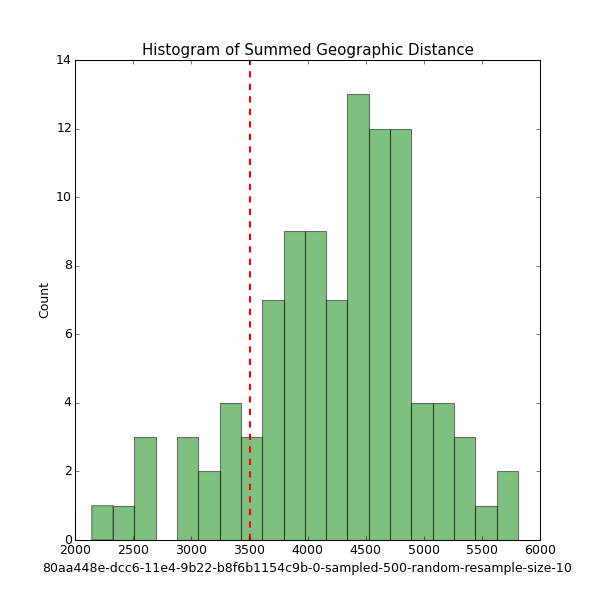 Histogram of Summed Geographic Distance
14
12
10
8
6
4
2
0
Count
2000 2500 3000 3500 4000 4500 5000 5500 6000
80aa448e-dcc6-11e4-9b22-b8f6b1154c9b-0-sampled-500-random-resample-size-10